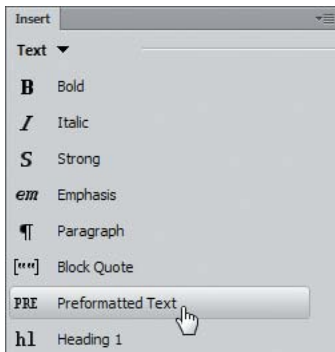 Insert
Text
B Bold
I Italic
S Strong
em Emphasis
¶ Paragraph
[""] Block Quote
PRE Preformatted Text
h1 Heading 1